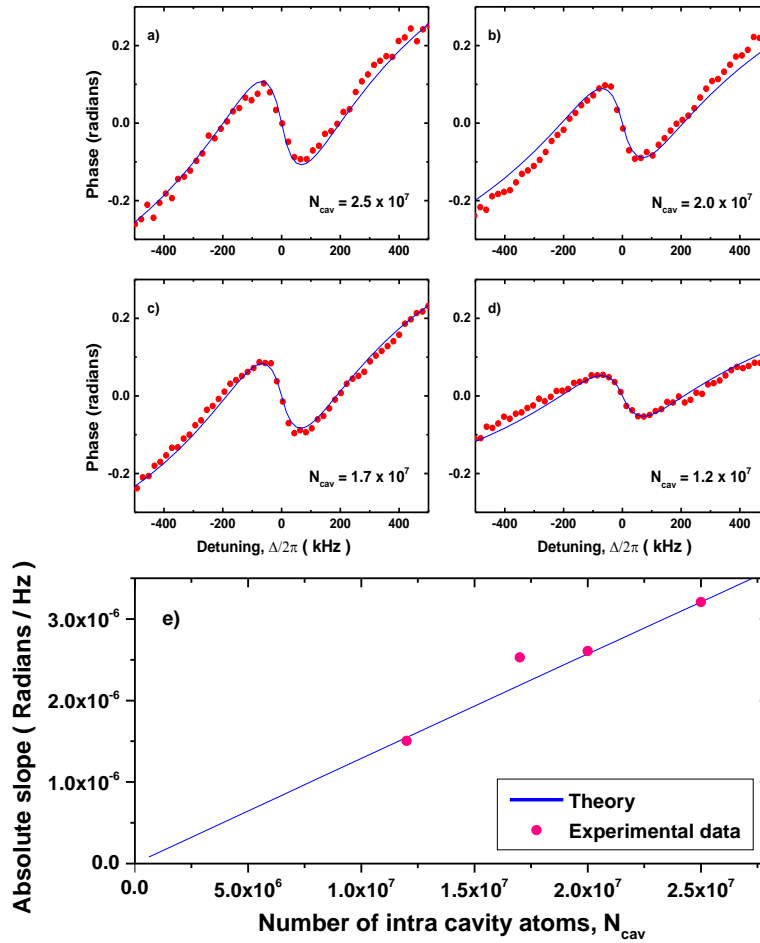 a)
b)
0.2
0.2
0.0
0.0
-0.2
-0.2
Phase (radians)
N_cav = 2.5 x 10^7
N_cav = 2.0 x 10^7
-400 -200 0 200 400
-400 -200 0 200 400
c)
d)
0.2
0.2
0.0
0.0
-0.2
-0.2
Phase (radians)
N_cav = 1.7 x 10^7
N_cav = 1.2 x 10^7
-400 -200 0 200 400
-400 -200 0 200 400
Detuning, Δ/2π ( kHz )
Detuning, Δ/2π ( kHz )
e)
3.0x10^-6
2.0x10^-6
1.0x10^-6
0.0
Absolute slope ( Radians / Hz )
Theory
Experimental data
0.0 5.0x10^6 1.0x10^7 1.5x10^7 2.0x10^7 2.5x10^7
Number of intra cavity atoms, N_cav